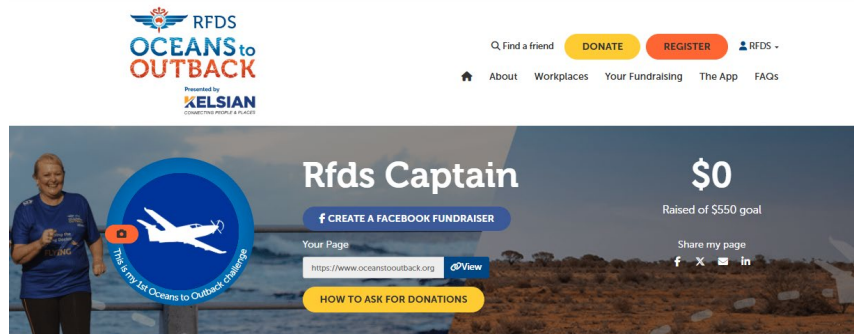 RFDS
OCEANS to
OUTBACK
Presented by
KELSIAN
CONNECTING PEOPLE & PLACES
Find a friend
DONATE
REGISTER
RFDS
About
Workplaces
Your Fundraising
The App
FAQs
Rfds Captain
CREATE A FACEBOOK FUNDRAISER
Your Page
https://www.oceanstooutback.org
View
HOW TO ASK FOR DONATIONS
$0
Raised of $550 goal
Share my page
This is my 1st Oceans to Outback challenge
FLYING